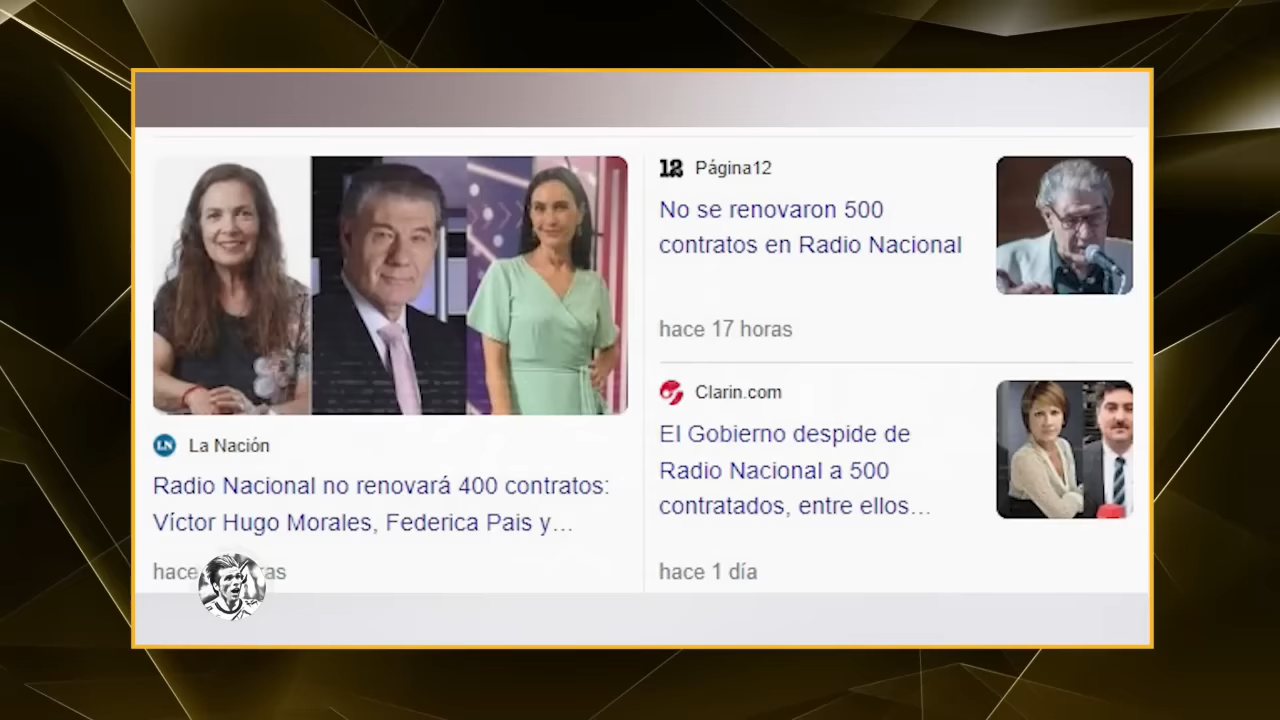 LN La Nación
Radio Nacional no renovará 400 contratos:
Víctor Hugo Morales, Federica Pais y...
hace
ras
12 Página12
No se renovaron 500
contratos en Radio Nacional
hace 17 horas
Clarin.com
El Gobierno despide de
Radio Nacional a 500
contratados, entre ellos...
hace 1 día